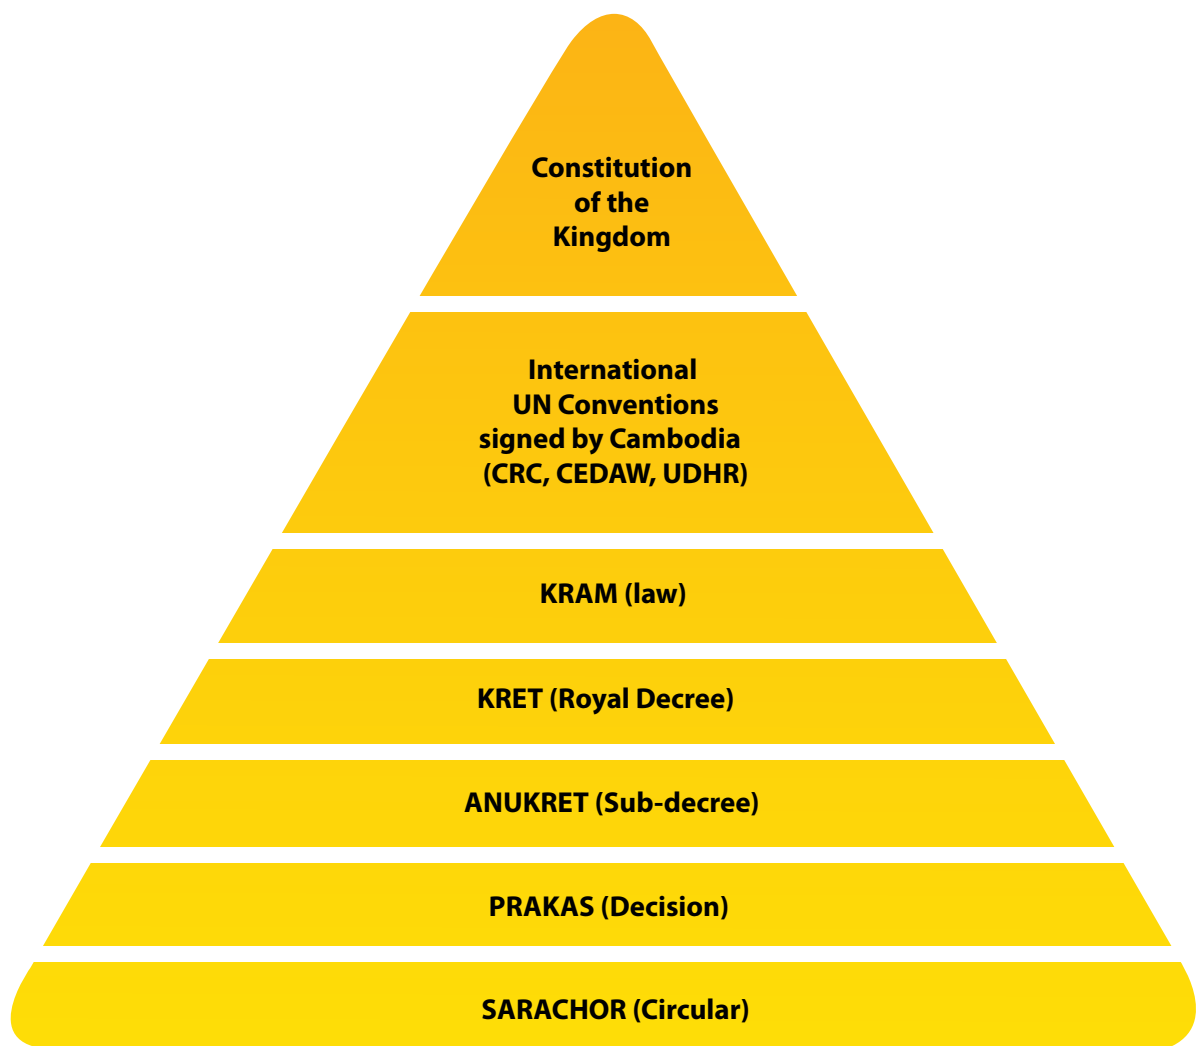 Constitution
of the
Kingdom
International
UN Conventions
signed by Cambodia
(CRC, CEDAW, UDHR)
KRAM (law)
KRET (Royal Decree)
ANUKRET (Sub-decree)
PRAKAS (Decision)
SARACHOR (Circular)